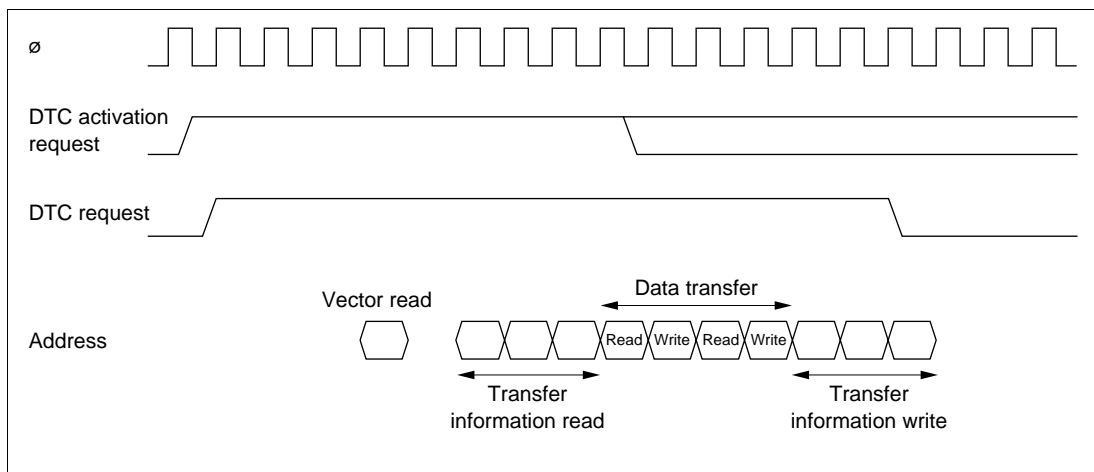 ø
DTC activation
request
DTC request
Data transfer
Vector read
Address
Read Write Read Write
Transfer
information read
Transfer
information write